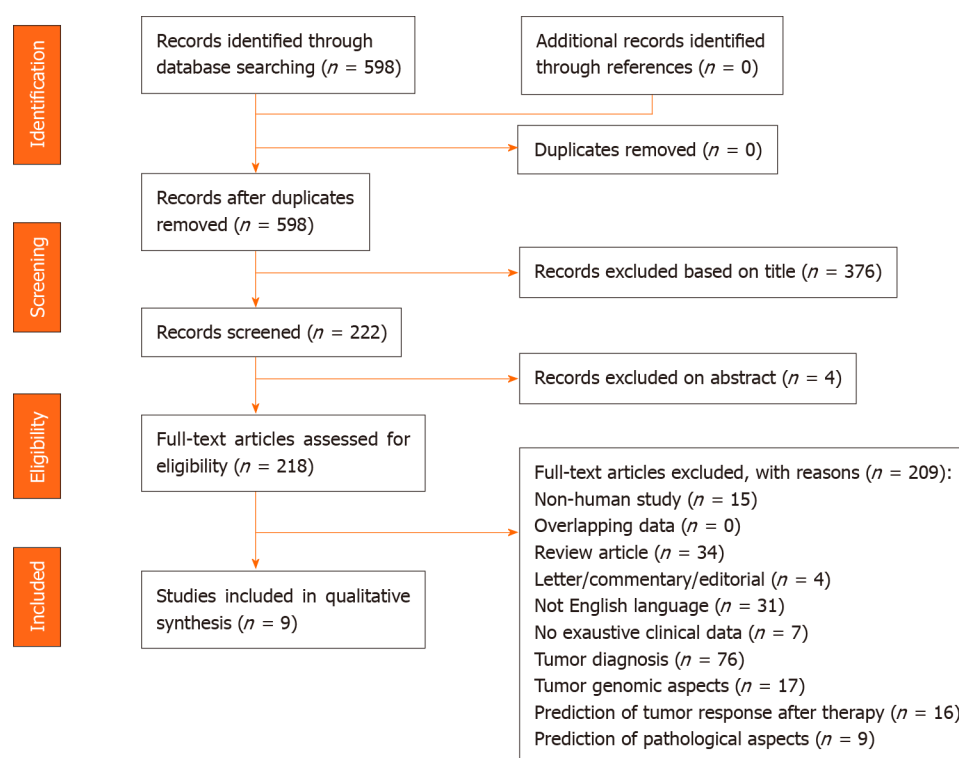 Identification
Records identified through
database searching (n = 598)
Additional records identified
through references (n = 0)
Duplicates removed (n = 0)
Records after duplicates
removed (n = 598)
Screening
Records excluded based on title (n = 376)
Records screened (n = 222)
Records excluded on abstract (n = 4)
Eligibility
Full-text articles assessed for
eligibility (n = 218)
Full-text articles excluded, with reasons (n = 209):
Non-human study (n = 15)
Overlapping data (n = 0)
Review article (n = 34)
Letter/commentary/editorial (n = 4)
Not English language (n = 31)
No exaustive clinical data (n = 7)
Tumor diagnosis (n = 76)
Tumor genomic aspects (n = 17)
Prediction of tumor response after therapy (n = 16)
Prediction of pathological aspects (n = 9)
Included
Studies included in qualitative
synthesis (n = 9)